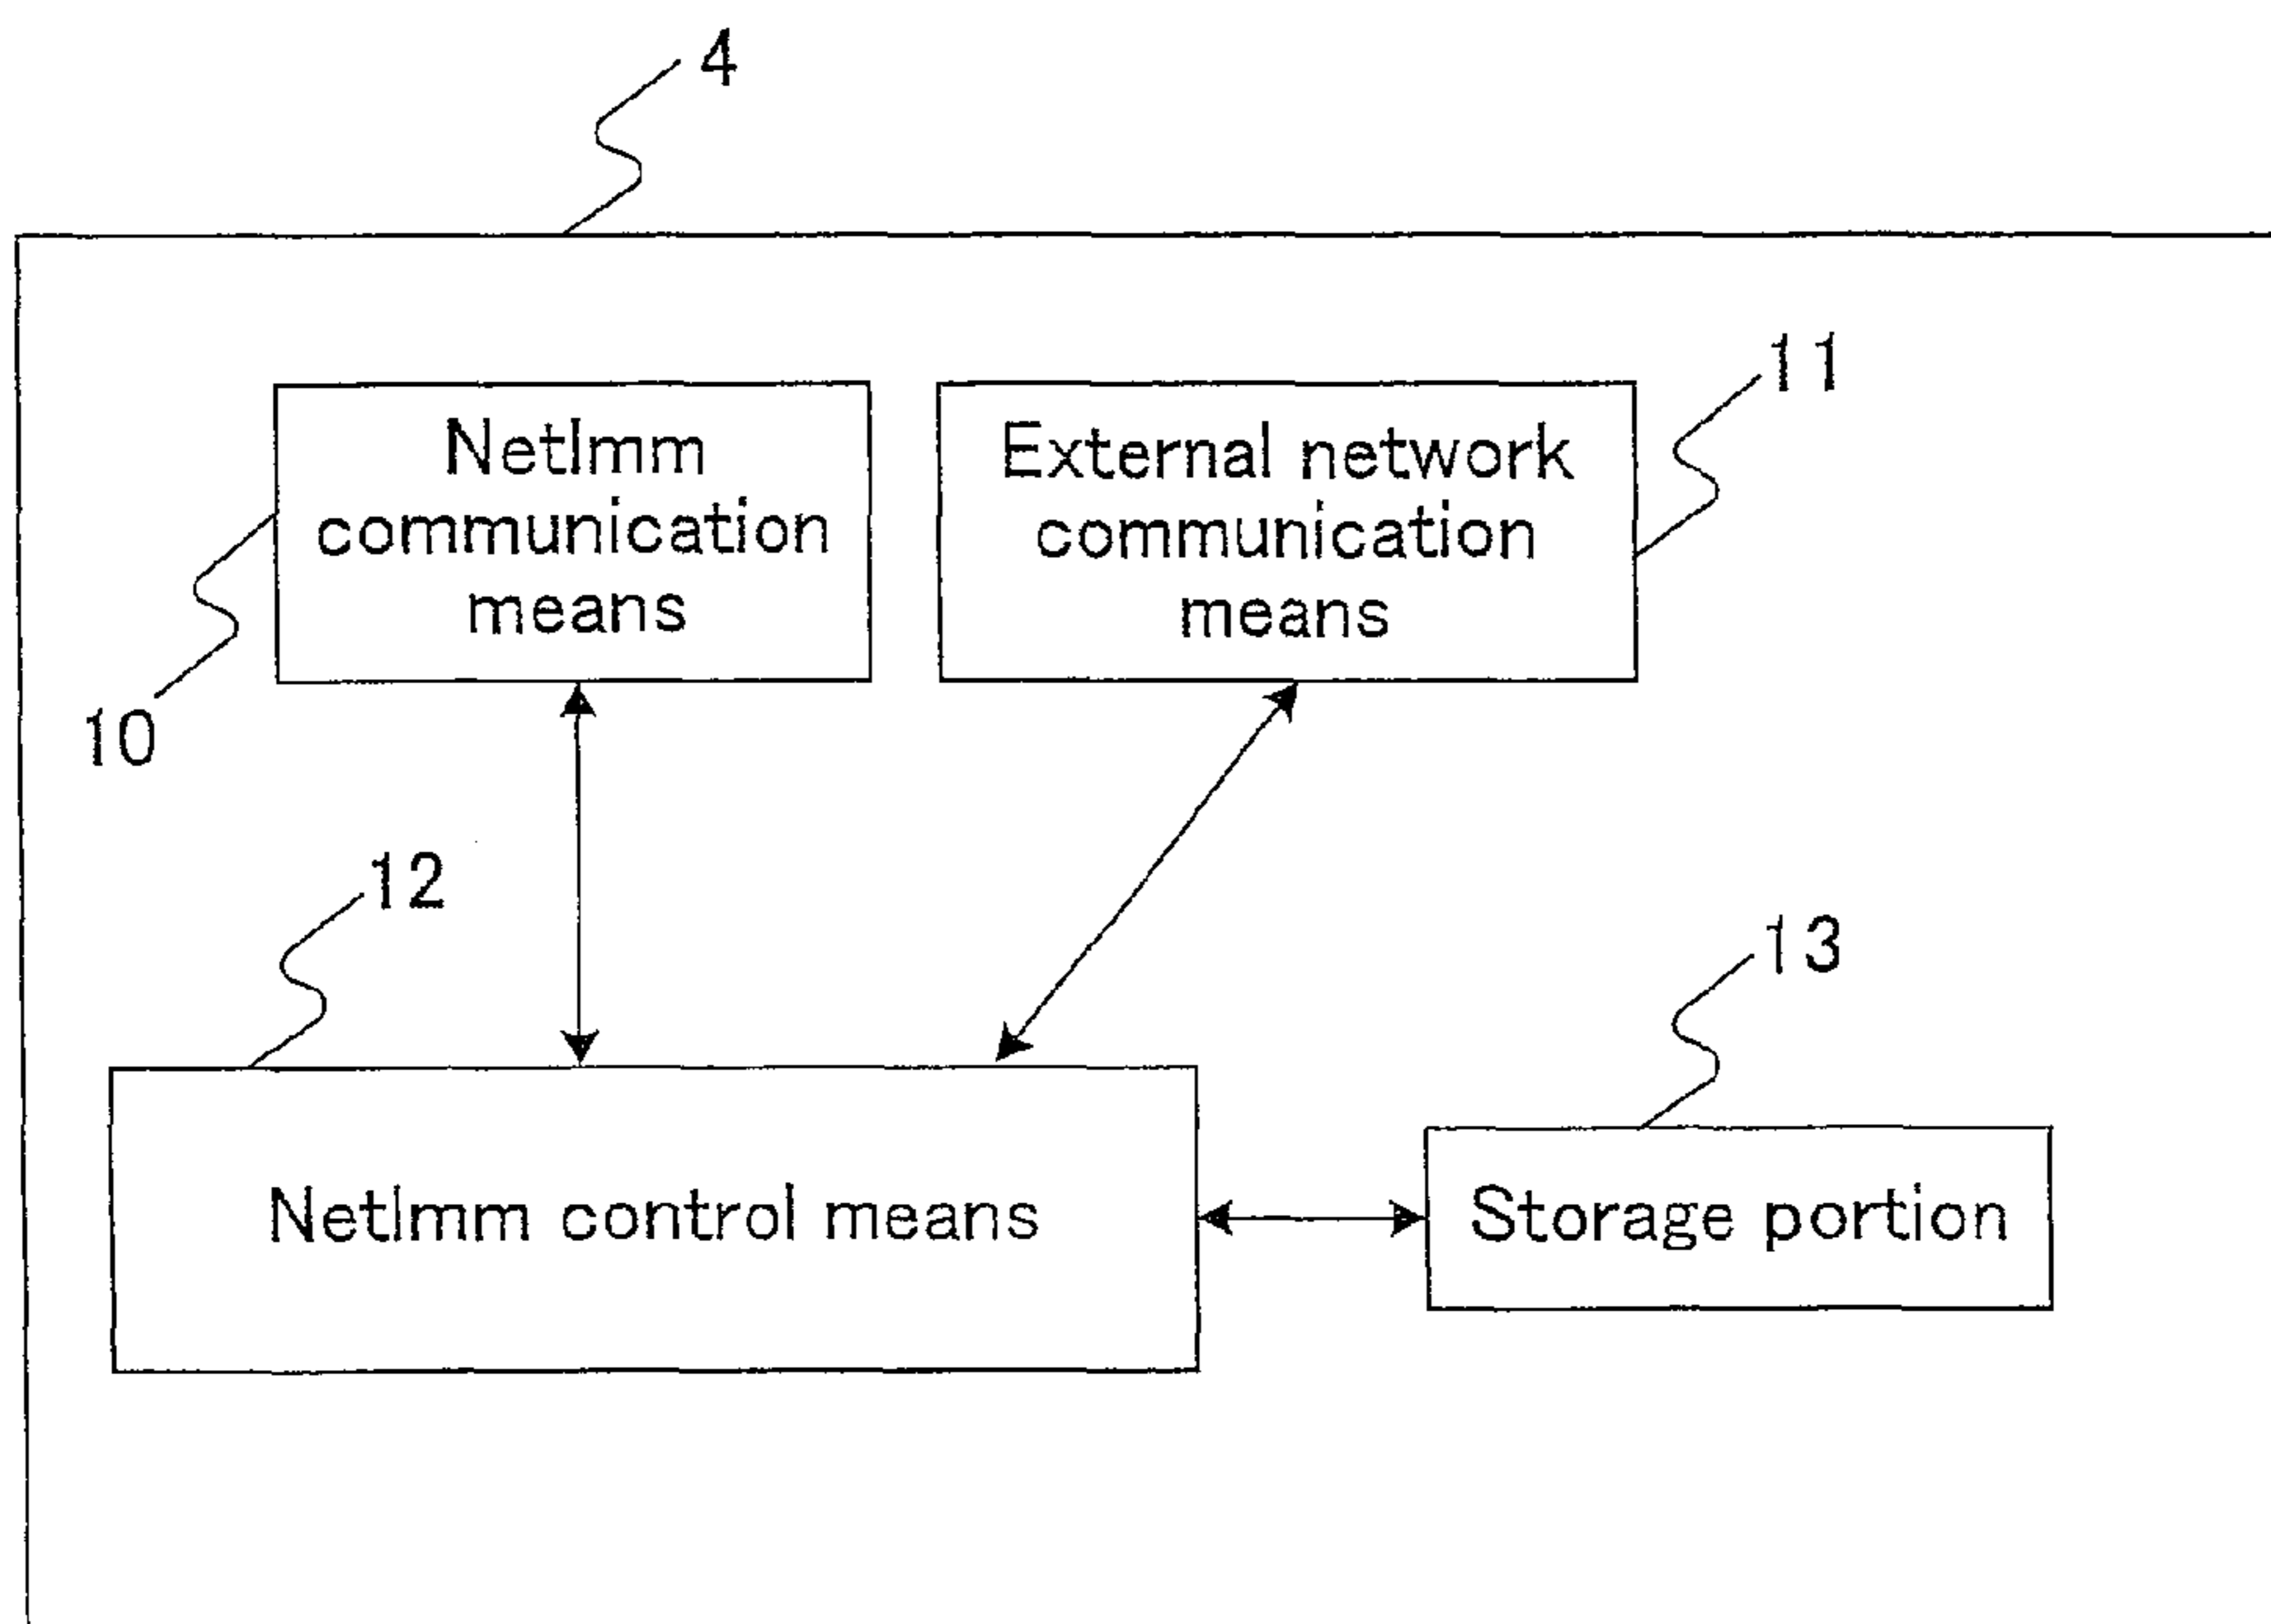 4
11
NetImm
communication
means
External network
communication
means
10
12
13
NetImm control means
Storage portion